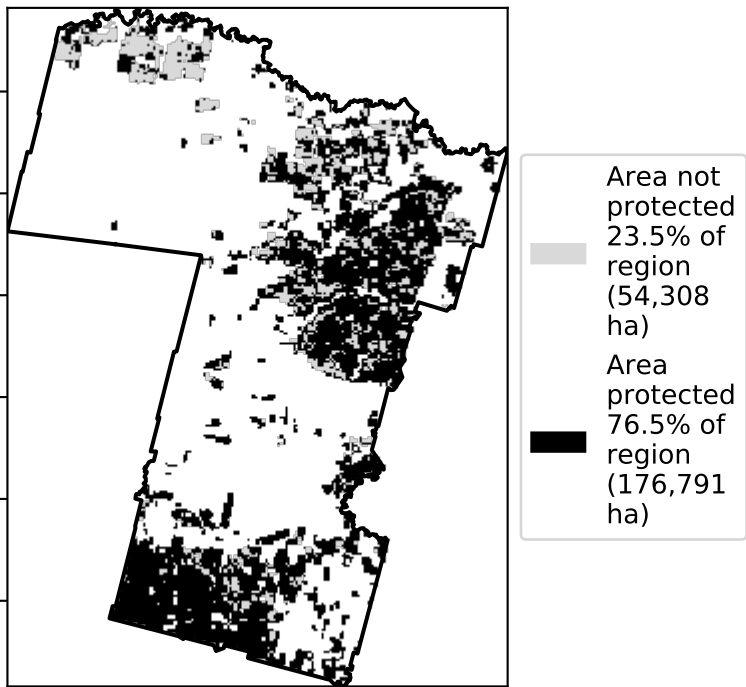 Area not
protected
23.5% of
region
(54,308
ha)
Area
protected
76.5% of
region
(176,791
ha)